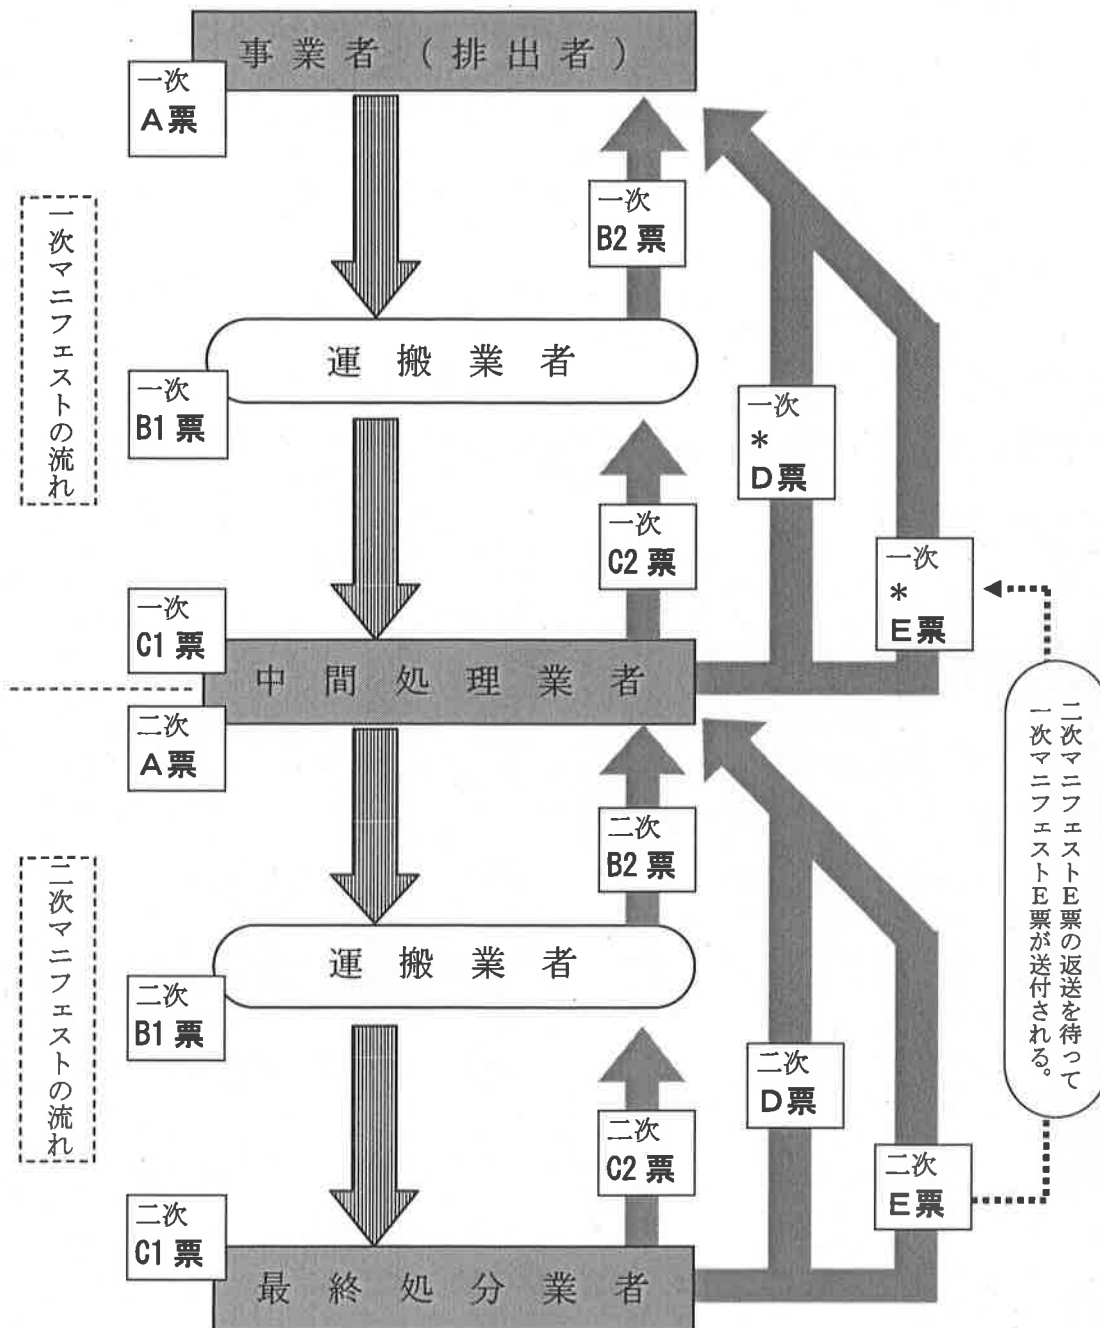 事業者（排出者）
一次
A票
一次
B2票
一次マニフェストの流れ
運搬業者
一次
B1票
一次
*
D票
一次
C2票
一次
*
E票
一次
C1票
中間処理業者
二次
A票
二次マニフェストE票の返送を待って
一次マニフェストE票が送付される。
二次
B2票
二次マニフェストの流れ
運搬業者
二次
B1票
二次
D票
二次
C2票
二次
E票
二次
C1票
最終処分業者